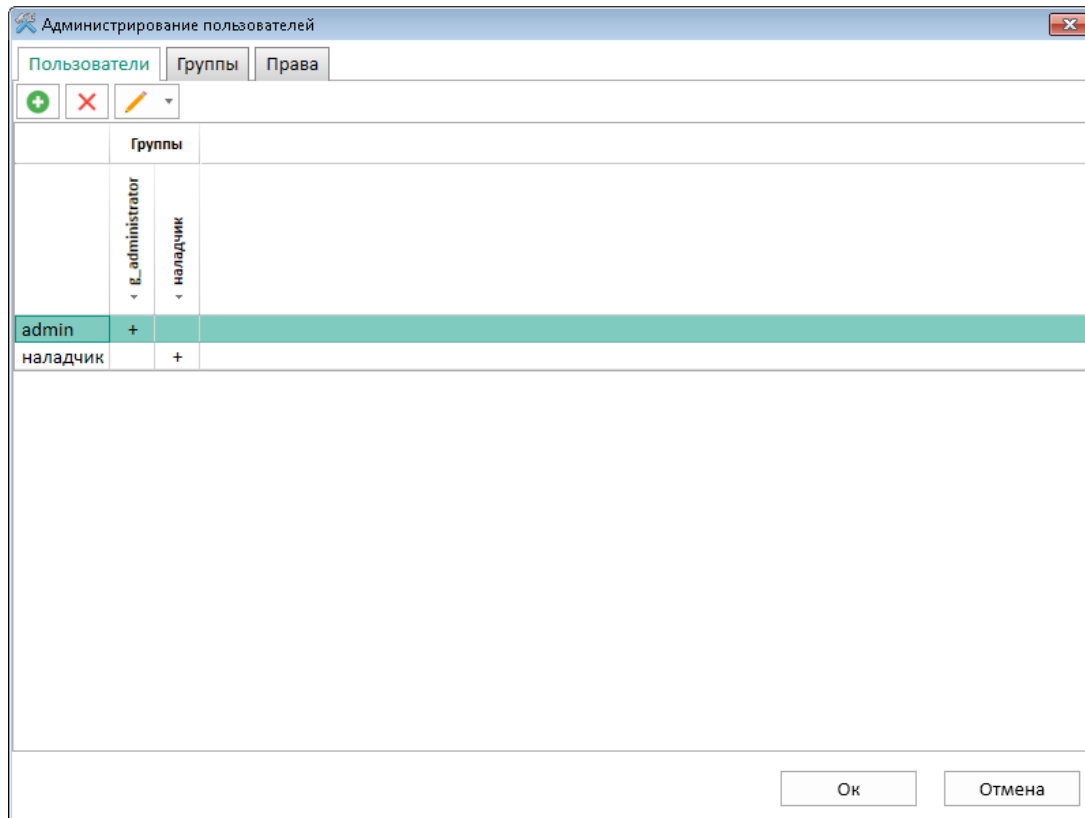 Администрирование пользователей
Пользователи Группы Права
Группы
g_administrator наладчик
admin +
наладчик +
Ок Отмена